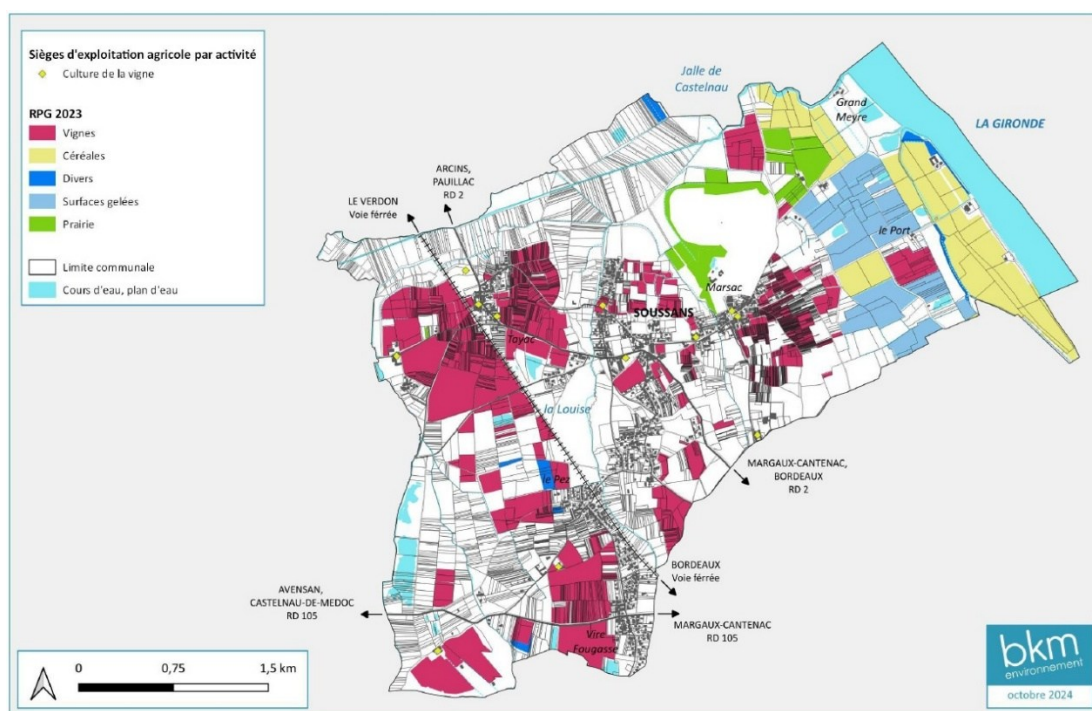 Sièges d'exploitation agricole par activité
Culture de la vigne
RPG 2023
Vignes
Céréales
Divers
Surfaces gelées
Prairie
Limite communale
Cours d'eau, plan d'eau
Jalle de
Castelnau
Grand
Meyre
LA GIRONDE
ARCINS,
PAUILLAC
RD 2
LE VERDON
Voie férrée
le Port
Marsac
SOUSSANS
Tayac
la Louise
le Pez
MARGAUX-CANTENAC,
BORDEAUX
RD 2
BORDEAUX
Voie férrée
AVENSAN,
CASTELNAU-DE-MEDOC
RD 105
MARGAUX-CANTENAC
RD 105
Vire
Fougasse
0 0,75 1,5 km
bkm
environnement
octobre 2024